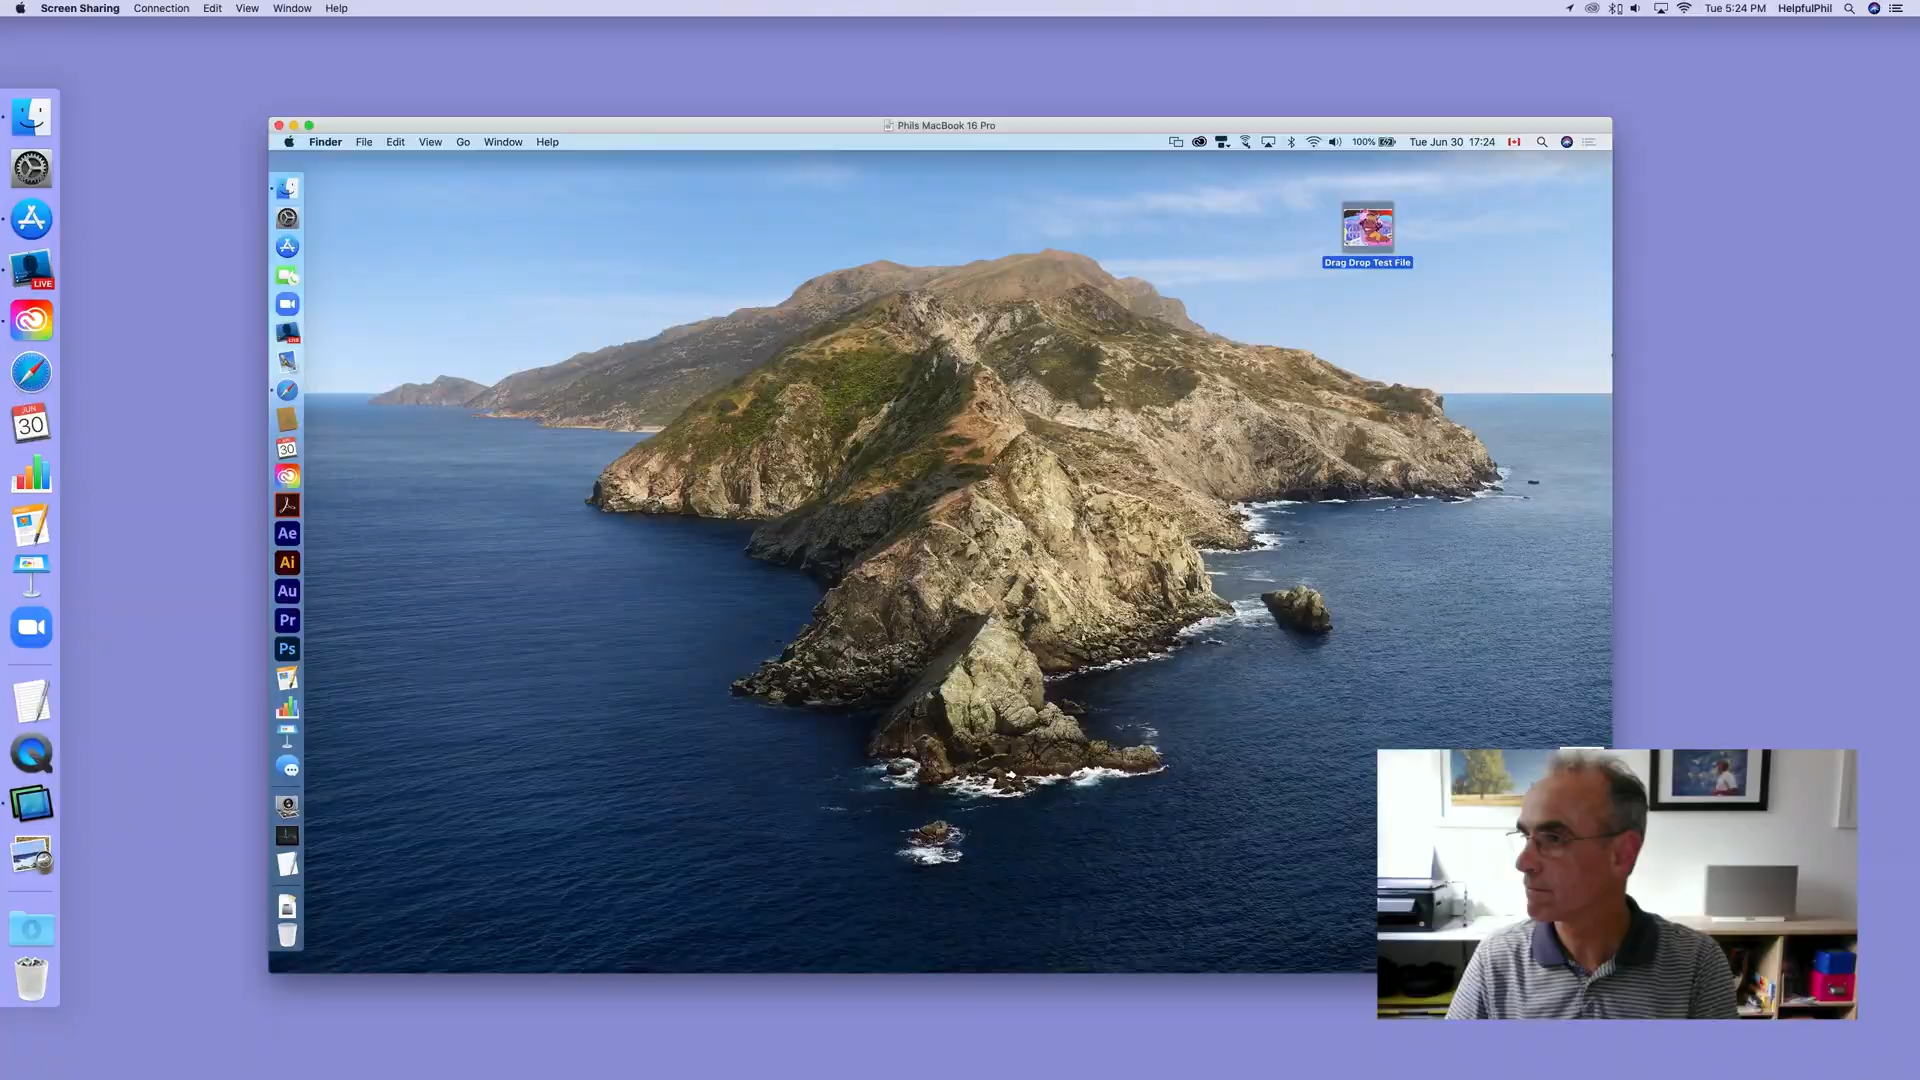 Screen Sharing Connection Edit View Window Help
Tue 5:24 PM HelpfulPhil
LIVE
JUN
30
Phils MacBook 16 Pro
Finder File Edit View Go Window Help
100% Tue Jun 30 17:24
Drag Drop Test File
30
Ae
Ai
Au
Pr
Ps